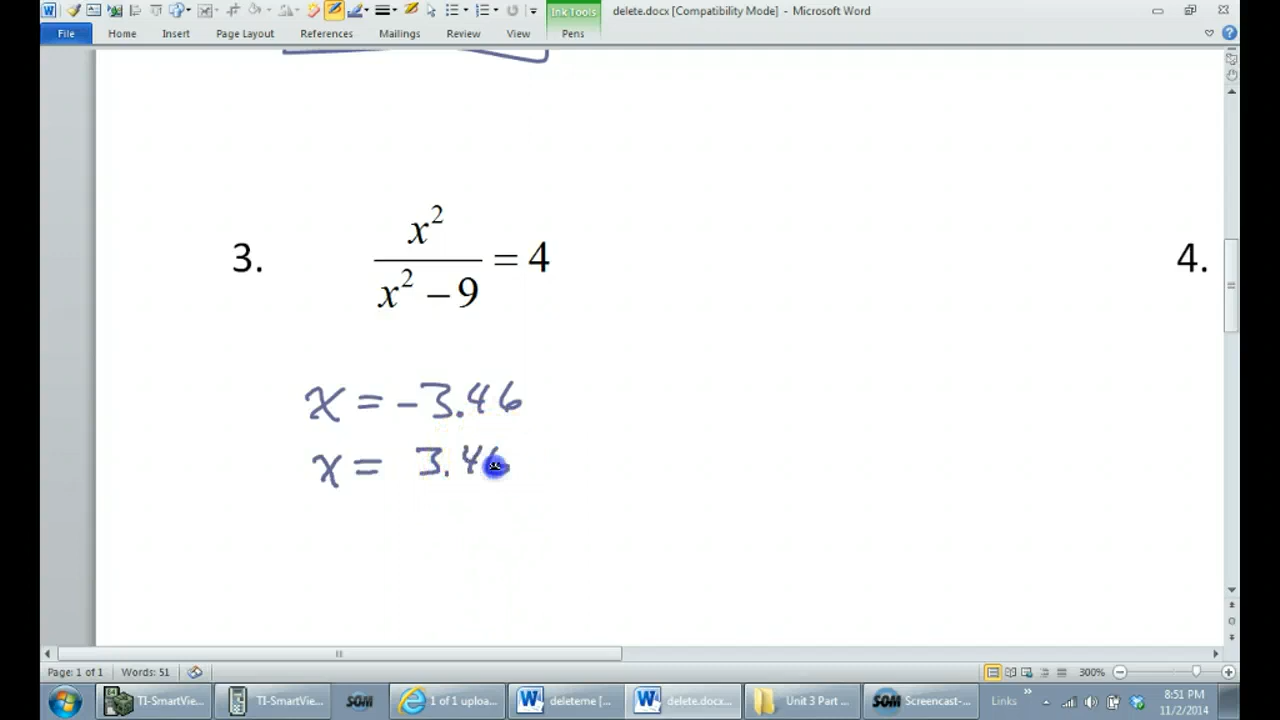 Ink Tools
delete.docx [Compatibility Mode] - Microsoft Word
File Home Insert Page Layout References Mailings Review View Pens
3. x² / x² − 9 = 4
4.
x = -3.46
x = 3.46
Page: 1 of 1 Words: 51 300%
TI-SmartVie... TI-SmartVie... SOM 1 of 1 uploa... deleteme [... delete.docx... Unit 3 Part ... SOM Screencast-... Links » 8:51 PM
11/2/2014